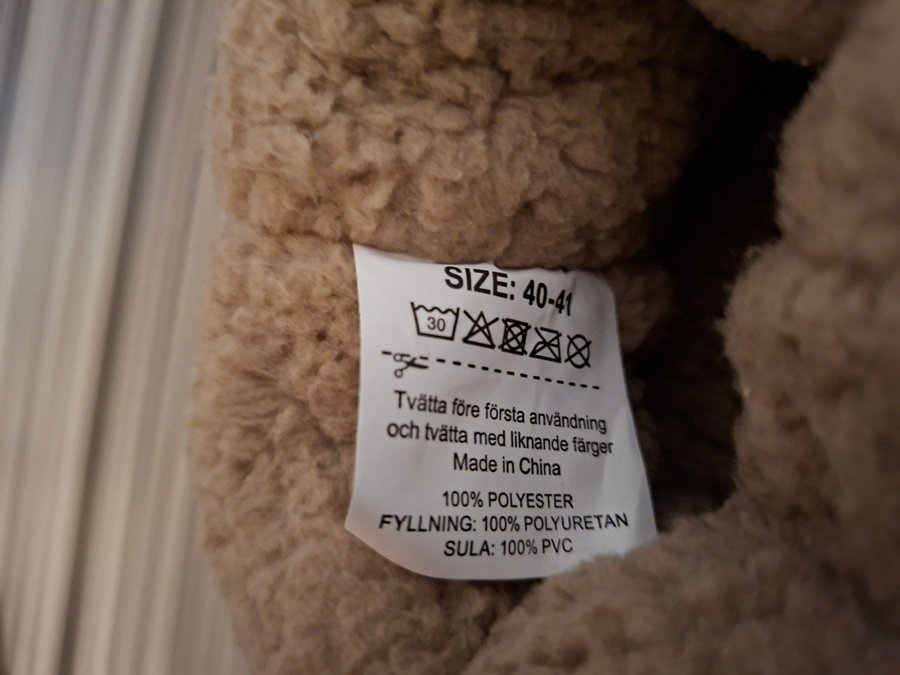 SIZE: 40-41
30
Tvätta före första användning
och tvätta med liknande färger
Made in China
100% POLYESTER
FYLLNING: 100% POLYURETAN
SULA: 100% PVC